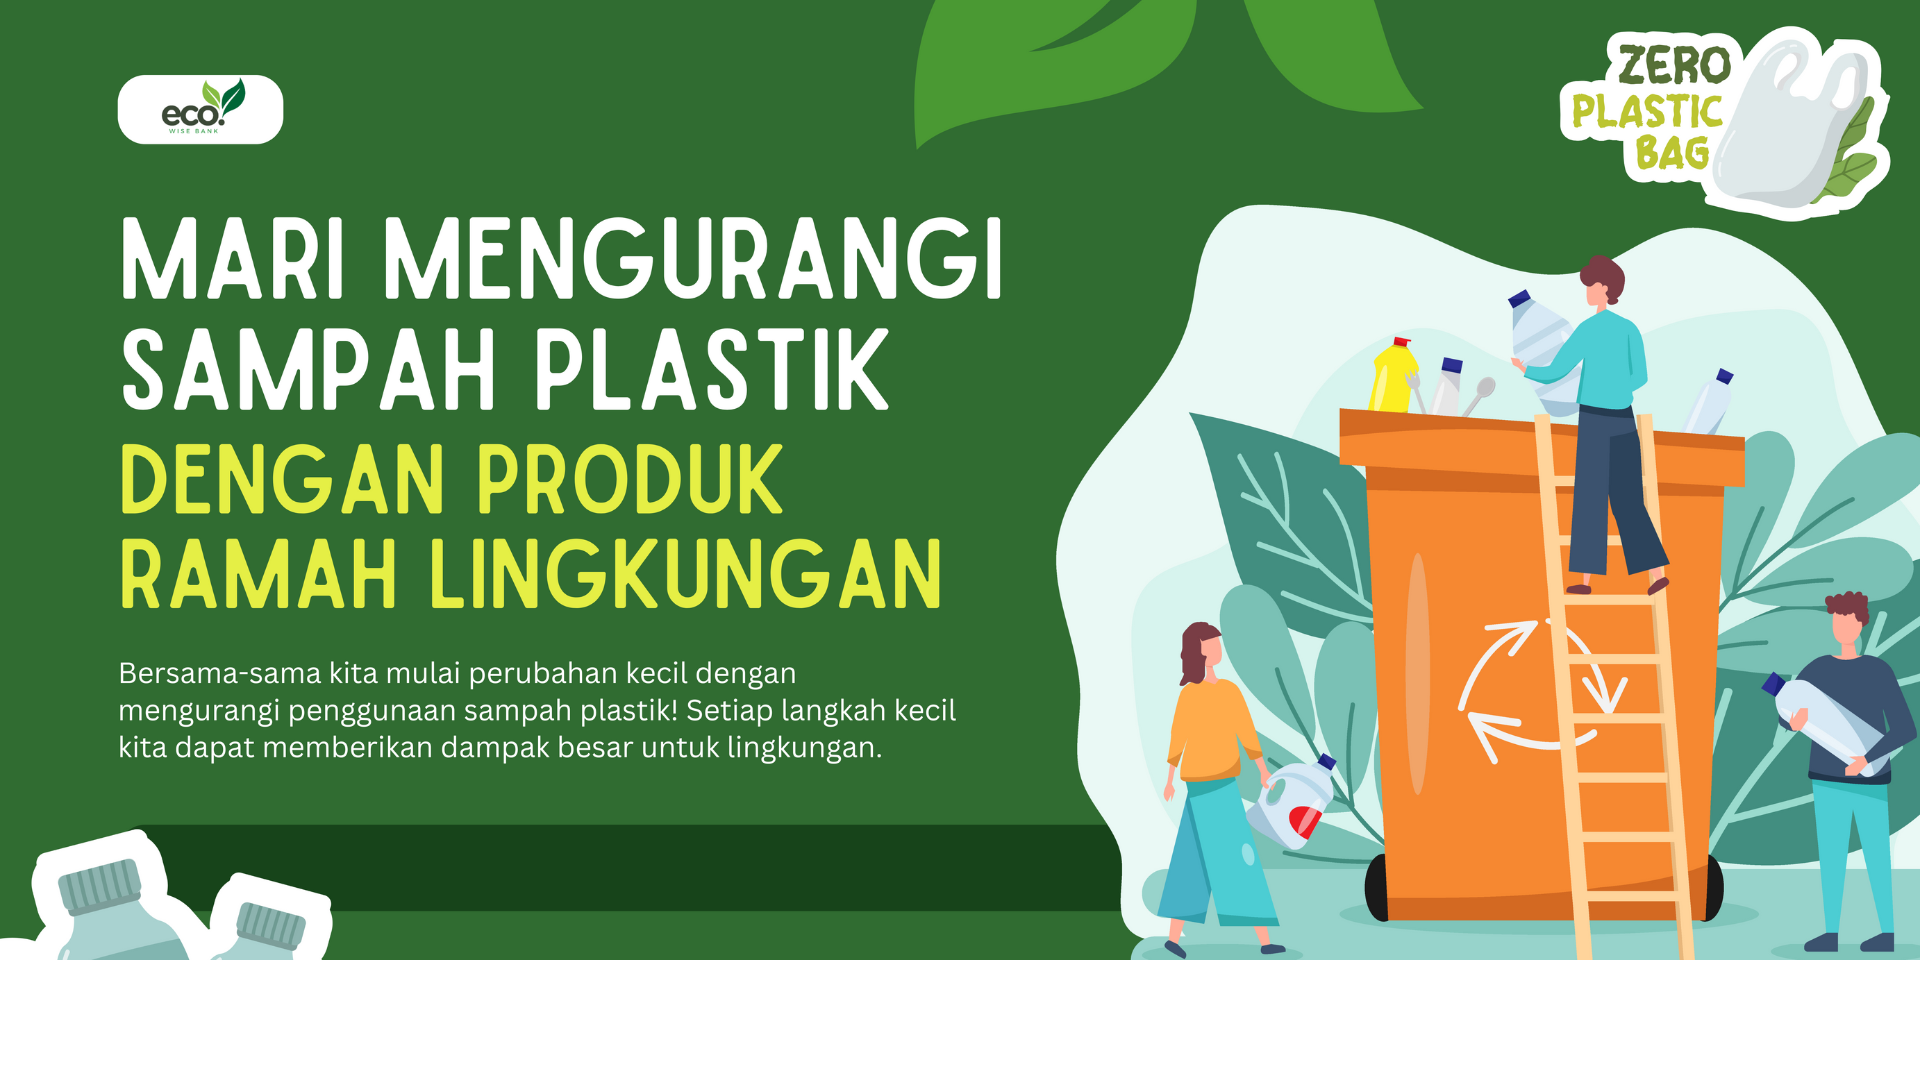 eco.
WISE BANK
ZERO
PLASTIC
BAG
MARI MENGURANGI
SAMPAH PLASTIK
DENGAN PRODUK
RAMAH LINGKUNGAN
Bersama-sama kita mulai perubahan kecil dengan
mengurangi penggunaan sampah plastik! Setiap langkah kecil
kita dapat memberikan dampak besar untuk lingkungan.